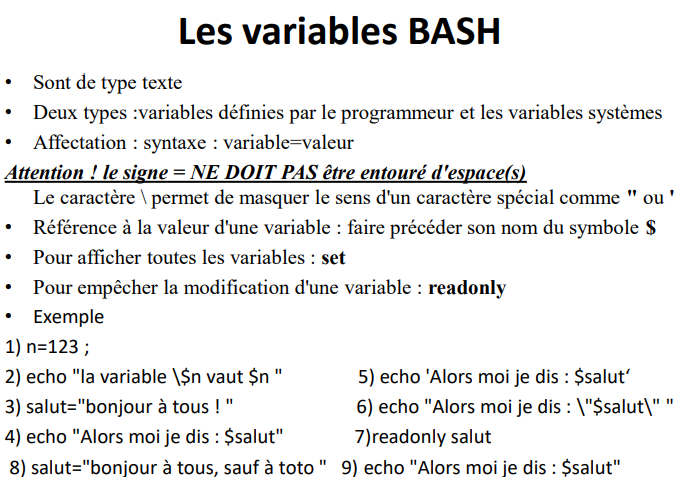 Les variables BASH
• Sont de type texte
• Deux types :variables définies par le programmeur et les variables systèmes
• Affectation : syntaxe : variable=valeur
Attention ! le signe = NE DOIT PAS être entouré d'espace(s)
Le caractère \ permet de masquer le sens d'un caractère spécial comme " ou '
• Référence à la valeur d'une variable : faire précéder son nom du symbole $
• Pour afficher toutes les variables : set
• Pour empêcher la modification d'une variable : readonly
• Exemple
1) n=123 ;
2) echo "la variable \$n vaut $n " 5) echo 'Alors moi je dis : $salut‘
3) salut="bonjour à tous ! " 6) echo "Alors moi je dis : \"$salut\" "
4) echo "Alors moi je dis : $salut" 7)readonly salut
8) salut="bonjour à tous, sauf à toto " 9) echo "Alors moi je dis : $salut"